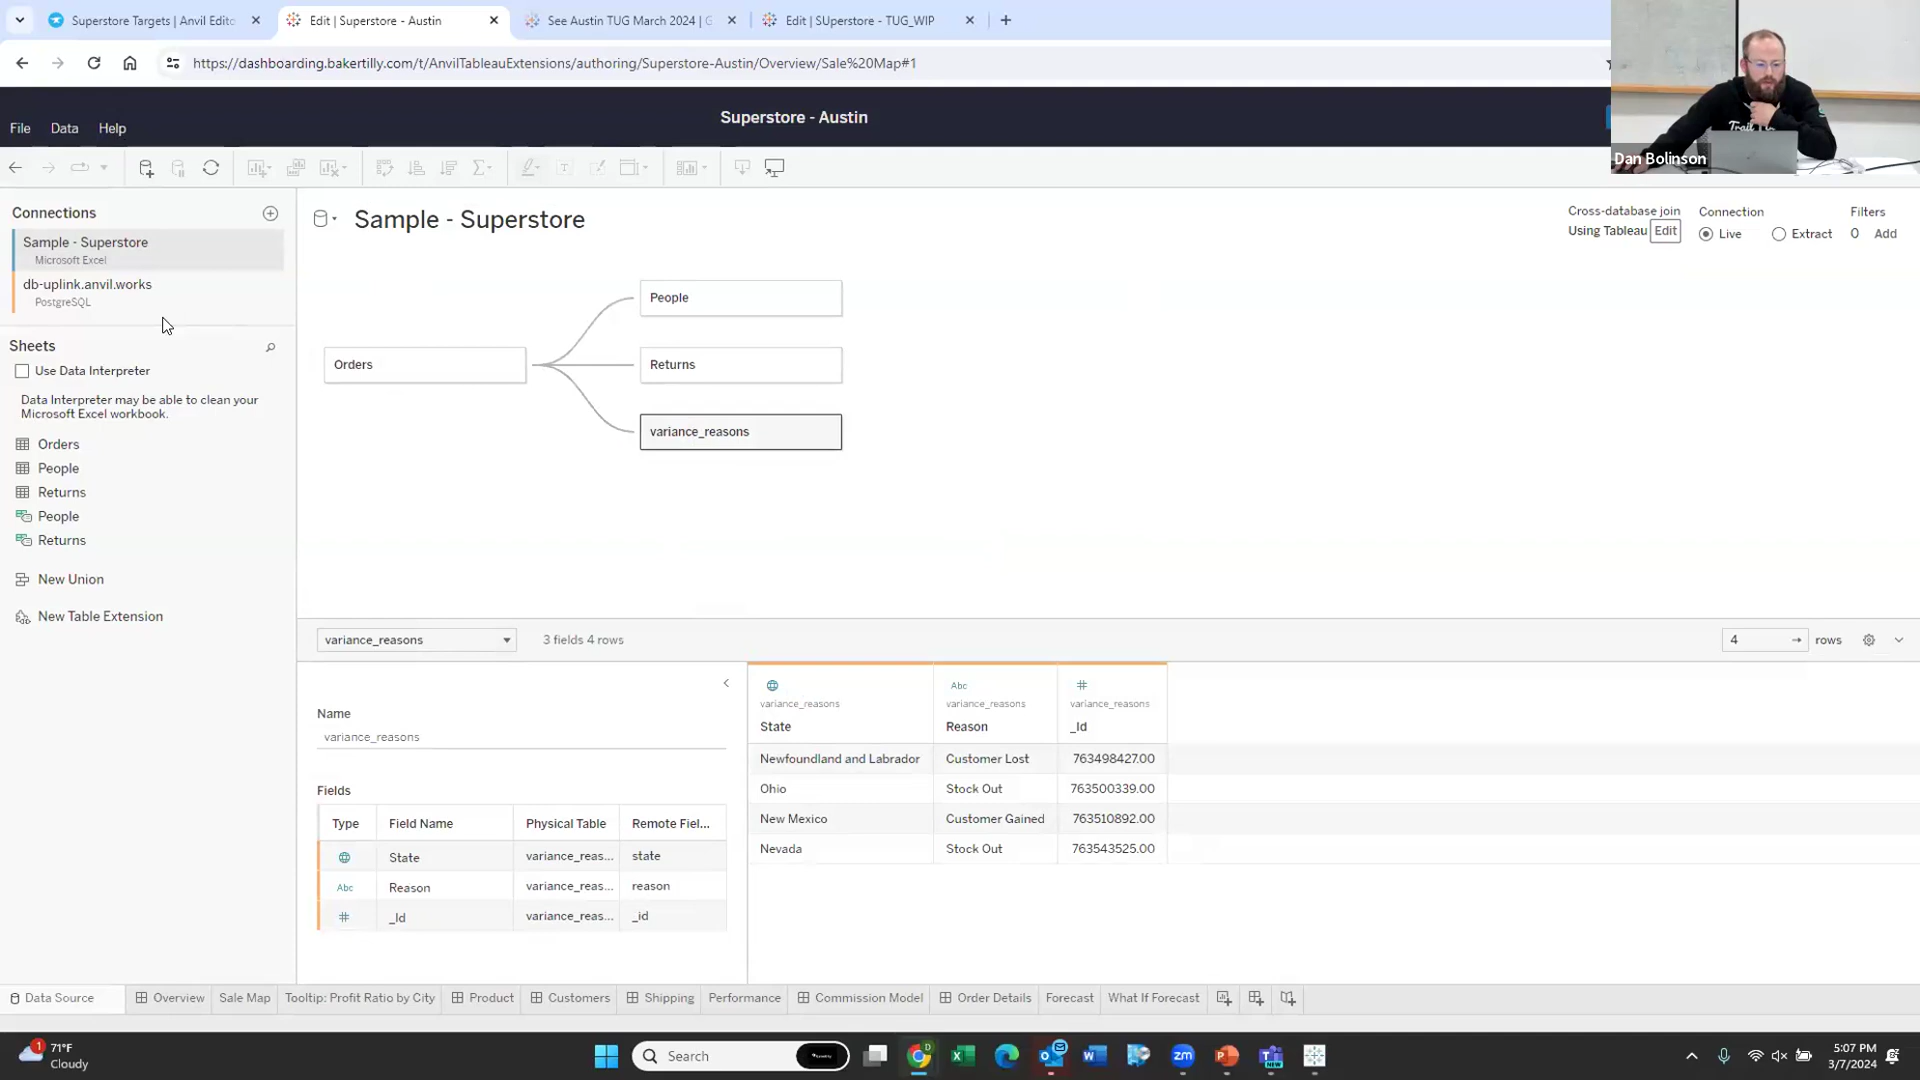 Superstore Targets | Anvil Edito
Edit | Superstore - Austin
See Austin TUG March 2024 | G
Edit | SUperstore - TUG_WIP
https://dashboarding.bakertilly.com/t/AnvilTableauExtensions/authoring/Superstore-Austin/Overview/Sale%20Map#1
Superstore - Austin
File Data Help
Dan Bolinson
Connections
Sample - Superstore
Microsoft Excel
db-uplink.anvil.works
PostgreSQL
Sheets
Use Data Interpreter
Data Interpreter may be able to clean your
Microsoft Excel workbook.
Orders
People
Returns
People
Returns
New Union
New Table Extension
Sample - Superstore
Cross-database join
Using Tableau Edit
Connection
Live Extract
Filters
0 Add
People
Orders
Returns
variance_reasons
variance_reasons 3 fields 4 rows
4 rows
Name
variance_reasons
Fields
Type Field Name Physical Table Remote Fiel...
State variance_reas... state
Abc Reason variance_reas... reason
_Id variance_reas... _id
Abc
variance_reasons variance_reasons variance_reasons
State Reason _Id
Newfoundland and Labrador Customer Lost 763498427.00
Ohio Stock Out 763500339.00
New Mexico Customer Gained 763510892.00
Nevada Stock Out 763543525.00
Data Source Overview Sale Map Tooltip: Profit Ratio by City Product Customers Shipping Performance Commission Model Order Details Forecast What If Forecast
1
71°F
Cloudy
Search
NEW
5:07 PM
3/7/2024